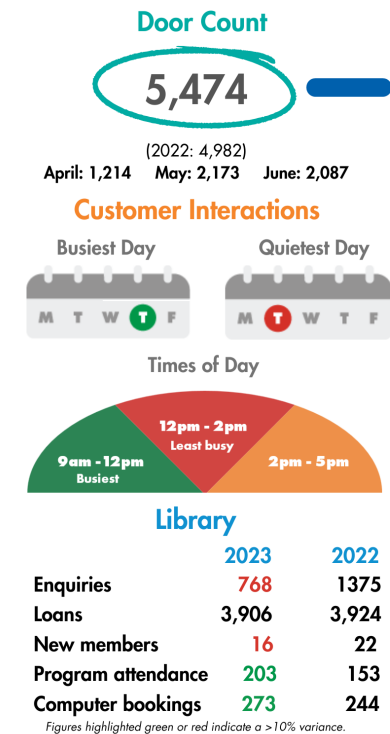 Door Count
5,474
(2022: 4,982)
April: 1,214 May: 2,173 June: 2,087
Customer Interactions
Busiest Day Quietest Day
M T W T F M T W T F
Times of Day
12pm - 2pm
Least busy
9am - 12pm
Busiest
2pm - 5pm
Library
2023 2022
Enquiries 768 1375
Loans 3,906 3,924
New members 16 22
Program attendance 203 153
Computer bookings 273 244
Figures highlighted green or red indicate a >10% variance.